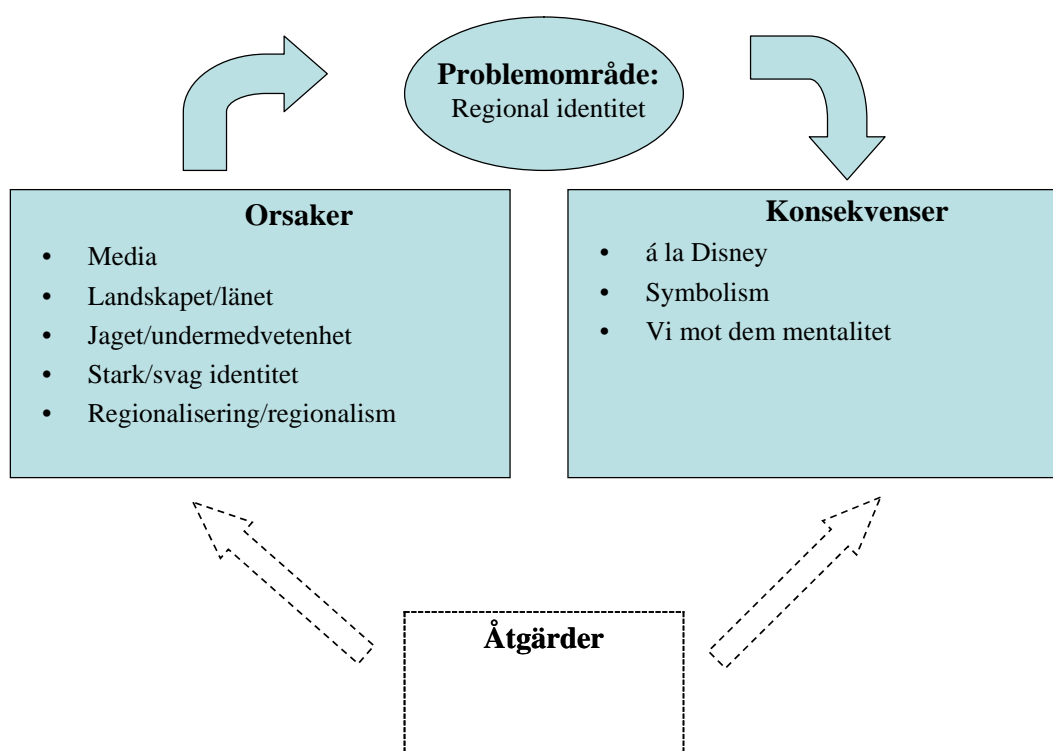 Problemområde:
Regional identitet
Orsaker
• Media
• Landskapet/länet
• Jaget/undermedvetenhet
• Stark/svag identitet
• Regionalisering/regionalism
Konsekvenser
• á la Disney
• Symbolism
• Vi mot dem mentalitet
Åtgärder